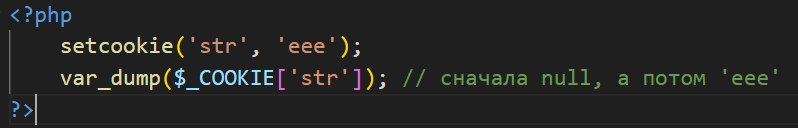 <?php
setcookie('str', 'eee');
var_dump($_COOKIE['str']); // сначала null, а потом 'eee'
?>